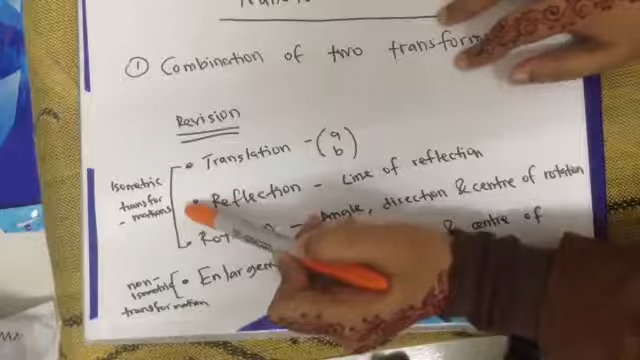 ① Combination of two transform
Revision
• Translation - (a b)
• Reflection - Line of reflection
• Rot n - Angle, direction & centre of rotation
Isometric
transfor
-mations
• Enlargem & centre of
non-
isometric
transformation